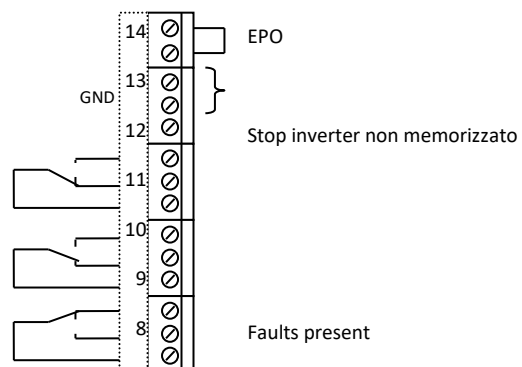 14 EPO
13
GND
12 Stop inverter non memorizzato
11
10
9
8 Faults present